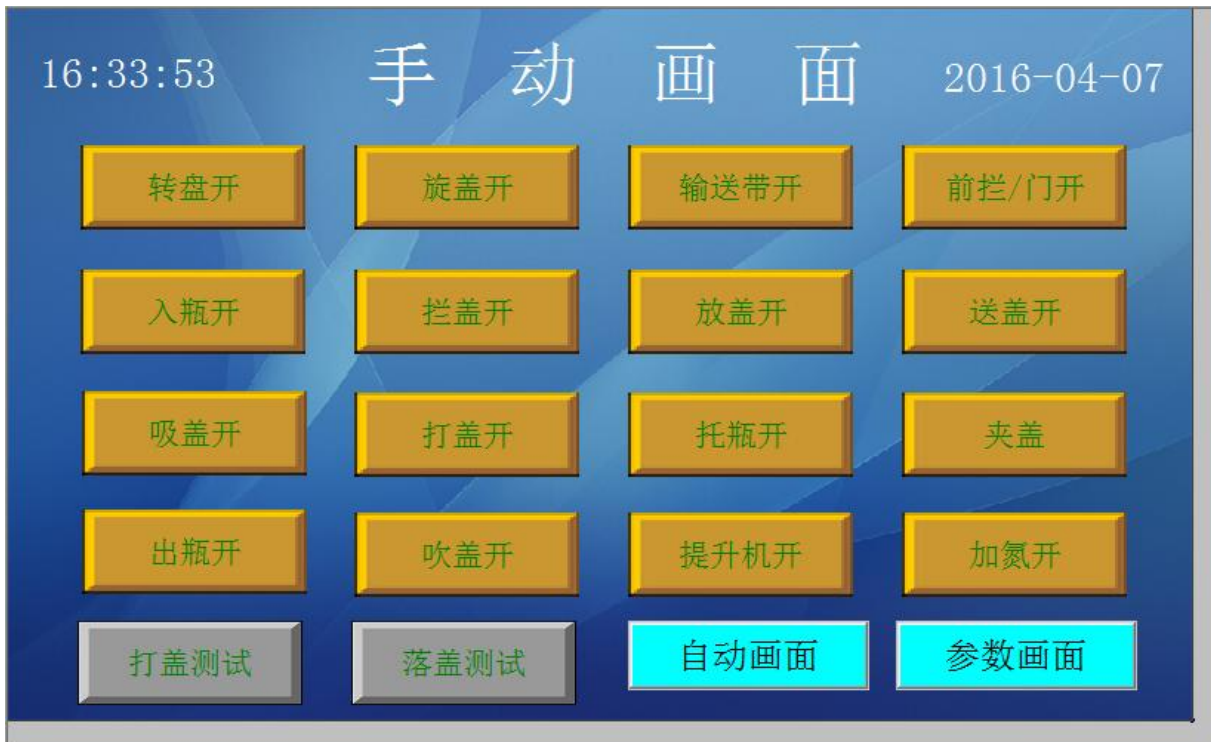 16:33:53 手动画面 2016-04-07
转盘开 旋盖开 输送带开 前拦/门开
入瓶开 拦盖开 放盖开 送盖开
吸盖开 打盖开 托瓶开 夹盖
出瓶开 吹盖开 提升机开 加氮开
打盖测试 落盖测试 自动画面 参数画面